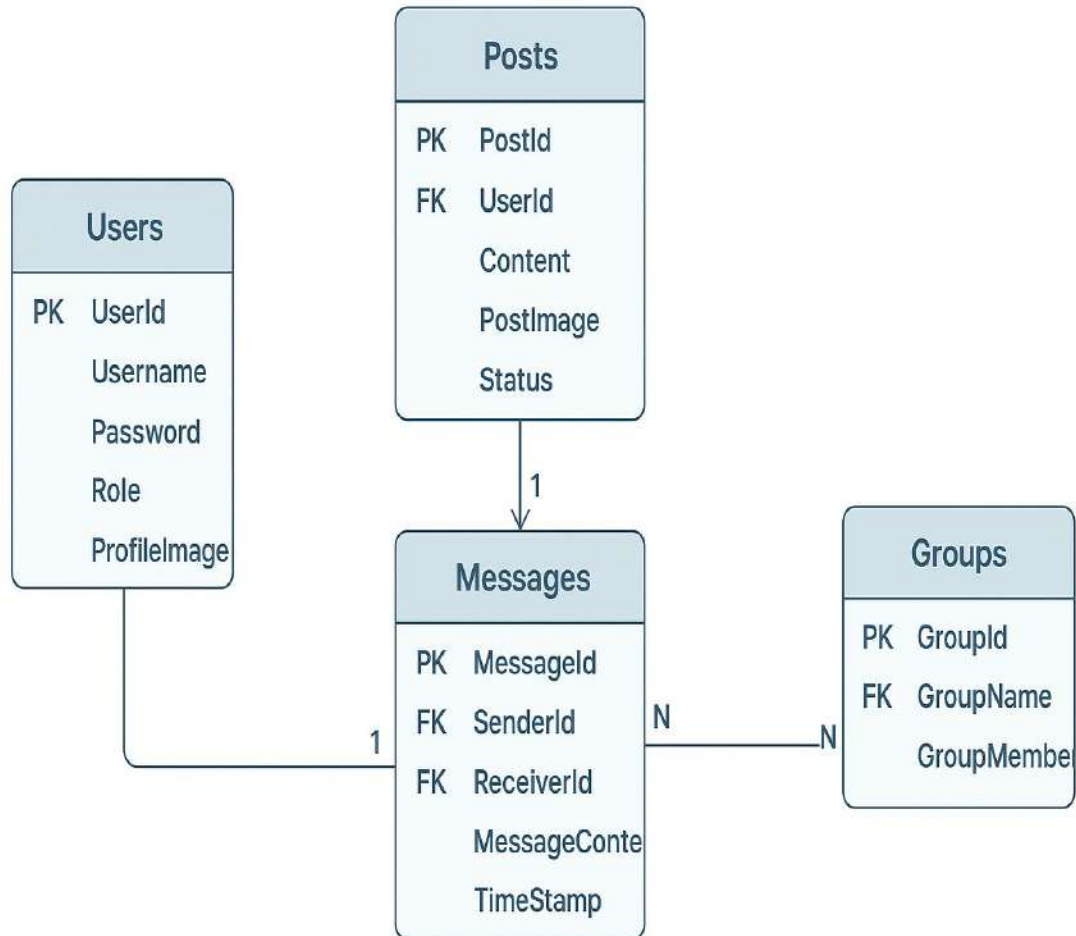 Posts
PK PostId
FK UserId
Content
PostImage
Status
Users
PK UserId
Username
Password
Role
ProfileImage
1
Messages
PK MessageId
FK SenderId
FK ReceiverId
MessageConte
TimeStamp
1
N
N
Groups
PK GroupId
FK GroupName
GroupMember